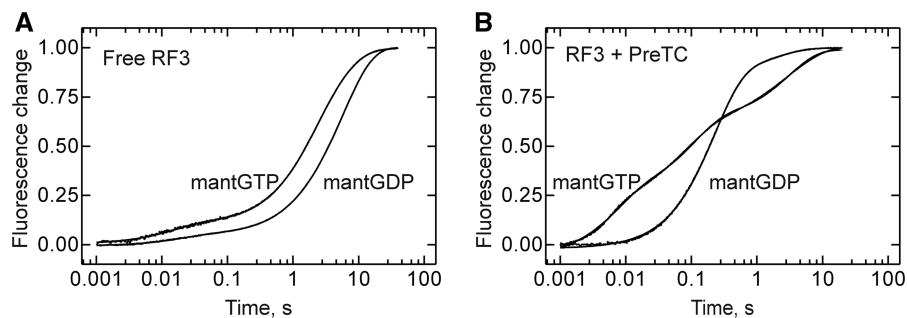 A
Free RF3
Fluorescence change
1.00
0.75
0.50
0.25
0.00
mantGTP
mantGDP
0.001 0.01 0.1 1 10 100
Time, s
B
RF3 + PreTC
Fluorescence change
1.00
0.75
0.50
0.25
0.00
mantGTP
mantGDP
0.001 0.01 0.1 1 10 100
Time, s